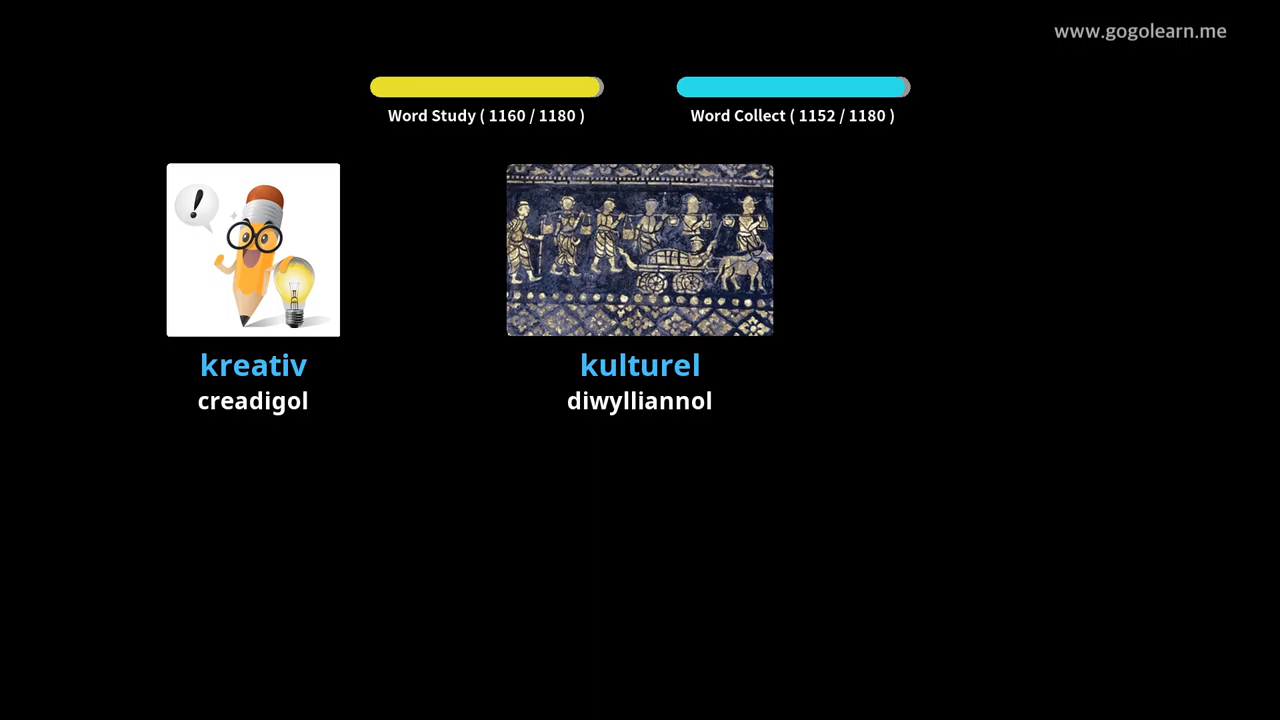 www.gogolearn.me
Word Study ( 1160 / 1180 )
Word Collect ( 1152 / 1180 )
!
kreativ
kulturel
creadigol
diwylliannol